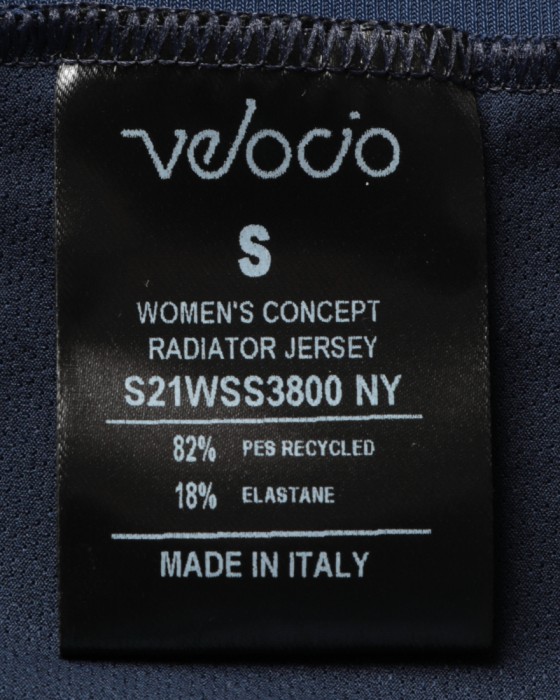 velocio
S
WOMEN'S CONCEPT
RADIATOR JERSEY
S21WSS3800 NY
82% PES RECYCLED
18% ELASTANE
MADE IN ITALY